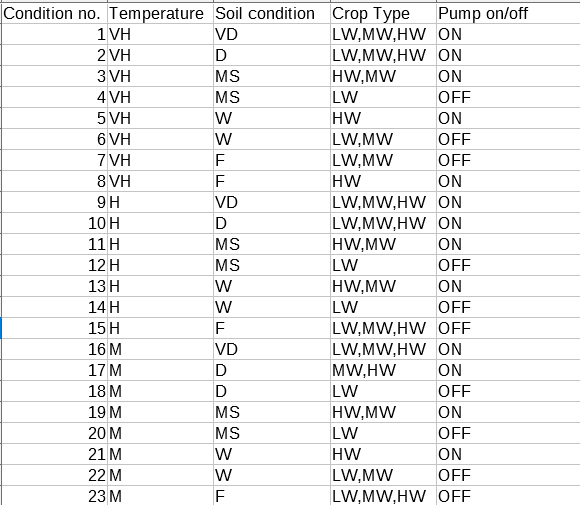 Condition no. Temperature Soil condition Crop Type Pump on/off
1 VH VD LW,MW,HW ON
2 VH D LW,MW,HW ON
3 VH MS HW,MW ON
4 VH MS LW OFF
5 VH W HW ON
6 VH W LW,MW OFF
7 VH F LW,MW OFF
8 VH F HW ON
9 H VD LW,MW,HW ON
10 H D LW,MW,HW ON
11 H MS HW,MW ON
12 H MS LW OFF
13 H W HW,MW ON
14 H W LW OFF
15 H F LW,MW,HW OFF
16 M VD LW,MW,HW ON
17 M D MW,HW ON
18 M D LW OFF
19 M MS HW,MW ON
20 M MS LW OFF
21 M W HW ON
22 M W LW,MW OFF
23 M F LW,MW,HW OFF